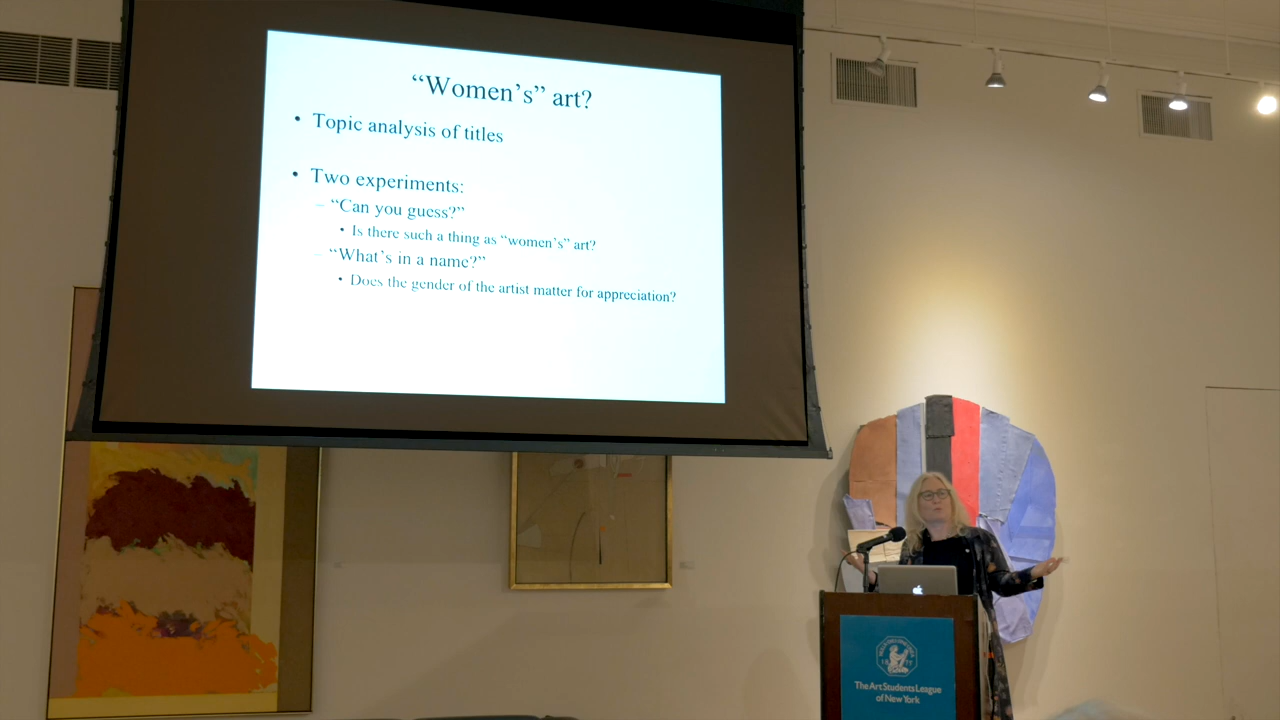 “Women’s” art?
• Topic analysis of titles
• Two experiments:
– “Can you guess?”
• Is there such a thing as “women’s” art?
– “What’s in a name?”
• Does the gender of the artist matter for appreciation?
The Art Students League
of New York